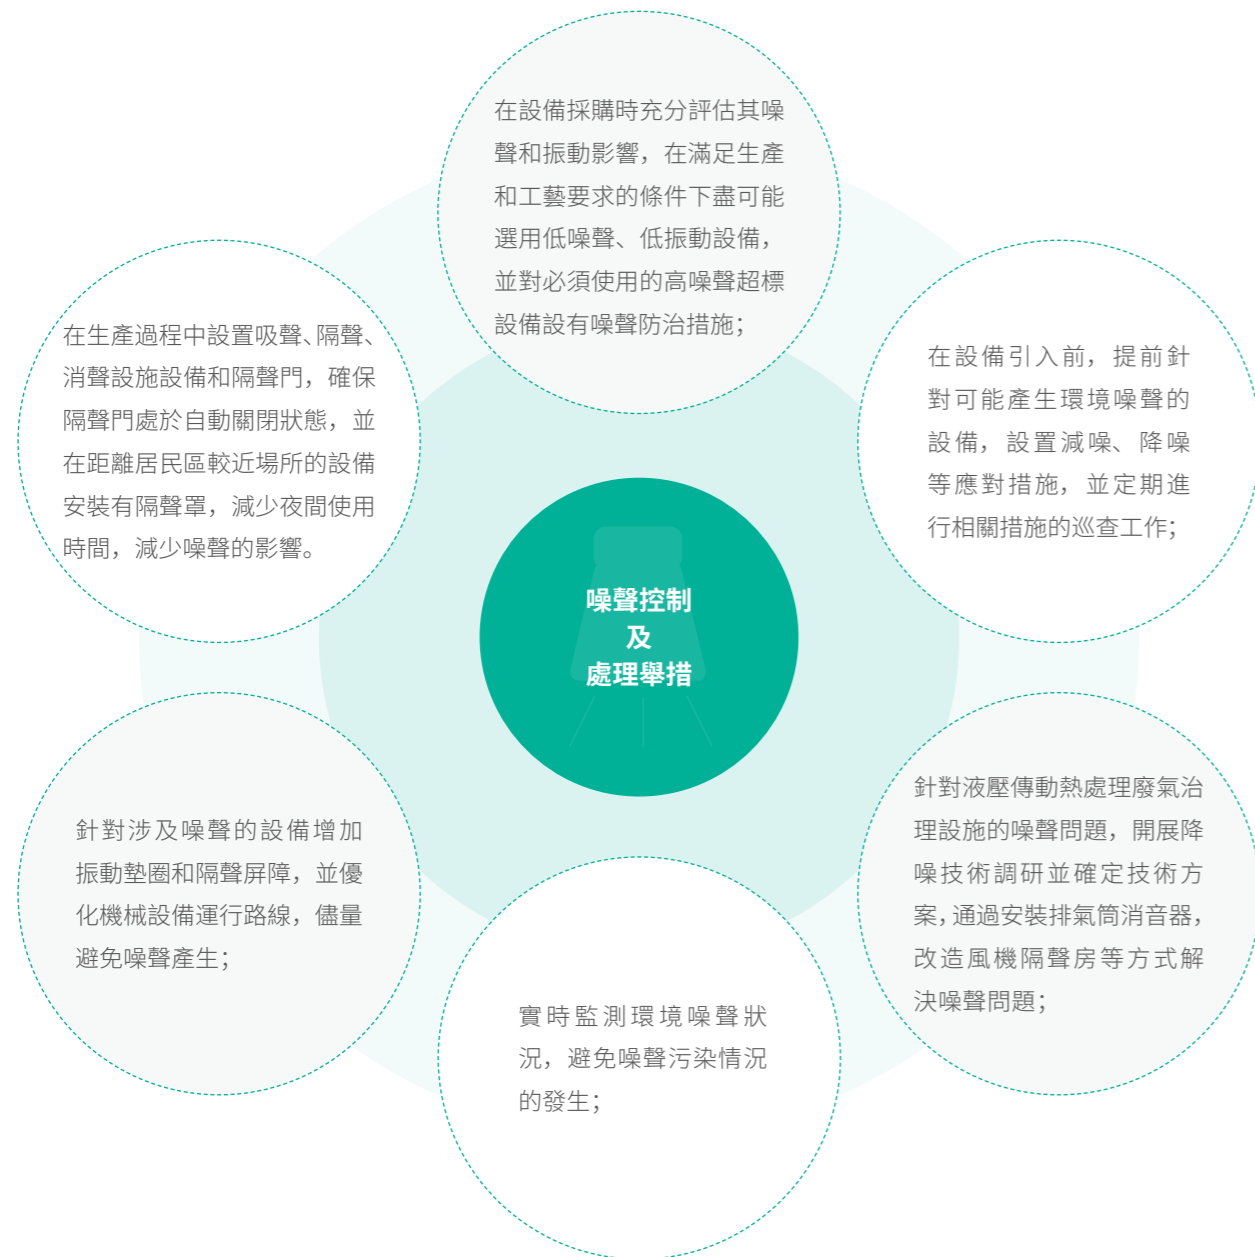 在設備採購時充分評估其噪
聲和振動影響，在滿足生產
和工藝要求的條件下盡可能
選用低噪聲、低振動設備，
並對必須使用的高噪聲超標
設備設有噪聲防治措施；
在設備引入前，提前針
對可能產生環境噪聲的
設備，設置減噪、降噪
等應對措施，並定期進
行相關措施的巡查工作；
針對液壓傳動熱處理廢氣治
理設施的噪聲問題，開展降
噪技術調研並確定技術方
案，通過安裝排氣筒消音器，
改造風機隔聲房等方式解
決噪聲問題；
實時監測環境噪聲狀
況，避免噪聲污染情況
的發生；
針對涉及噪聲的設備增加
振動墊圈和隔聲屏障，並優
化機械設備運行路線，儘量
避免噪聲產生；
在生產過程中設置吸聲、隔聲、
消聲設施設備和隔聲門，確保
隔聲門處於自動關閉狀態，並
在距離居民區較近場所的設備
安裝有隔聲罩，減少夜間使用
時間，減少噪聲的影響。
噪聲控制
及
處理舉措